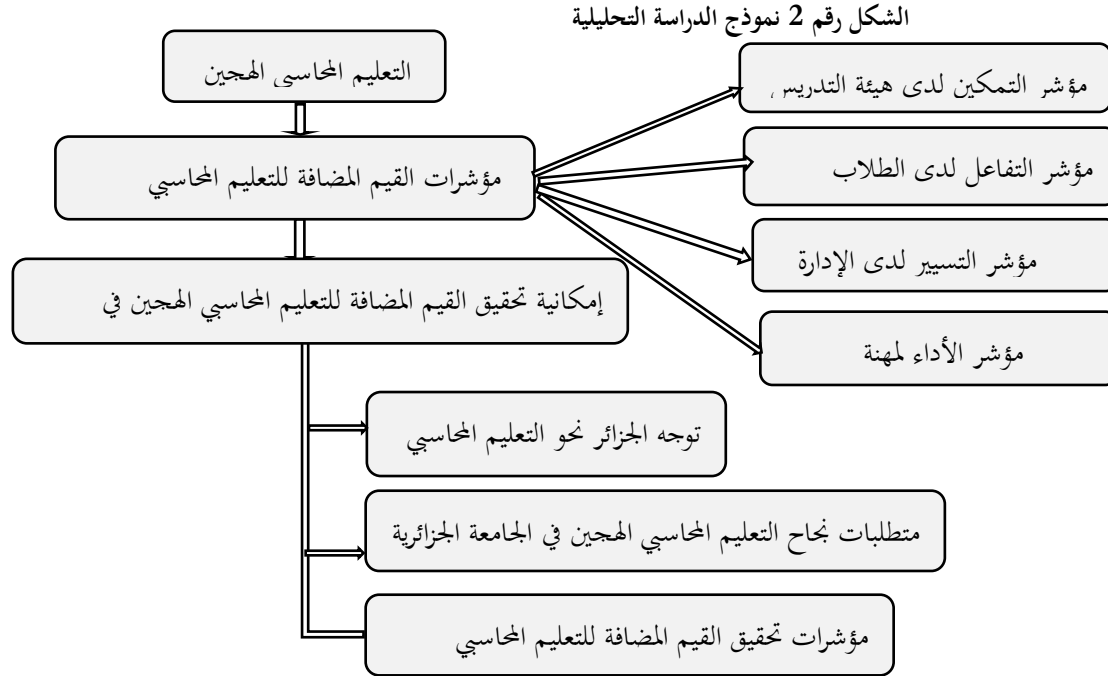 الشكل رقم 2 نموذج الدراسة التحليلية
التعليم المحاسبي الهجين
مؤشر التمكين لدى هيئة التدريس
مؤشرات القيم المضافة للتعليم المحاسبي
مؤشر التفاعل لدى الطلاب
مؤشر التسيير لدى الإدارة
إمكانية تحقيق القيم المضافة للتعليم المحاسبي الهجين في
مؤشر الأداء لمهنة
توجه الجزائر نحو التعليم المحاسبي
متطلبات نجاح التعليم المحاسبي الهجين في الجامعة الجزائرية
مؤشرات تحقيق القيم المضافة للتعليم المحاسبي